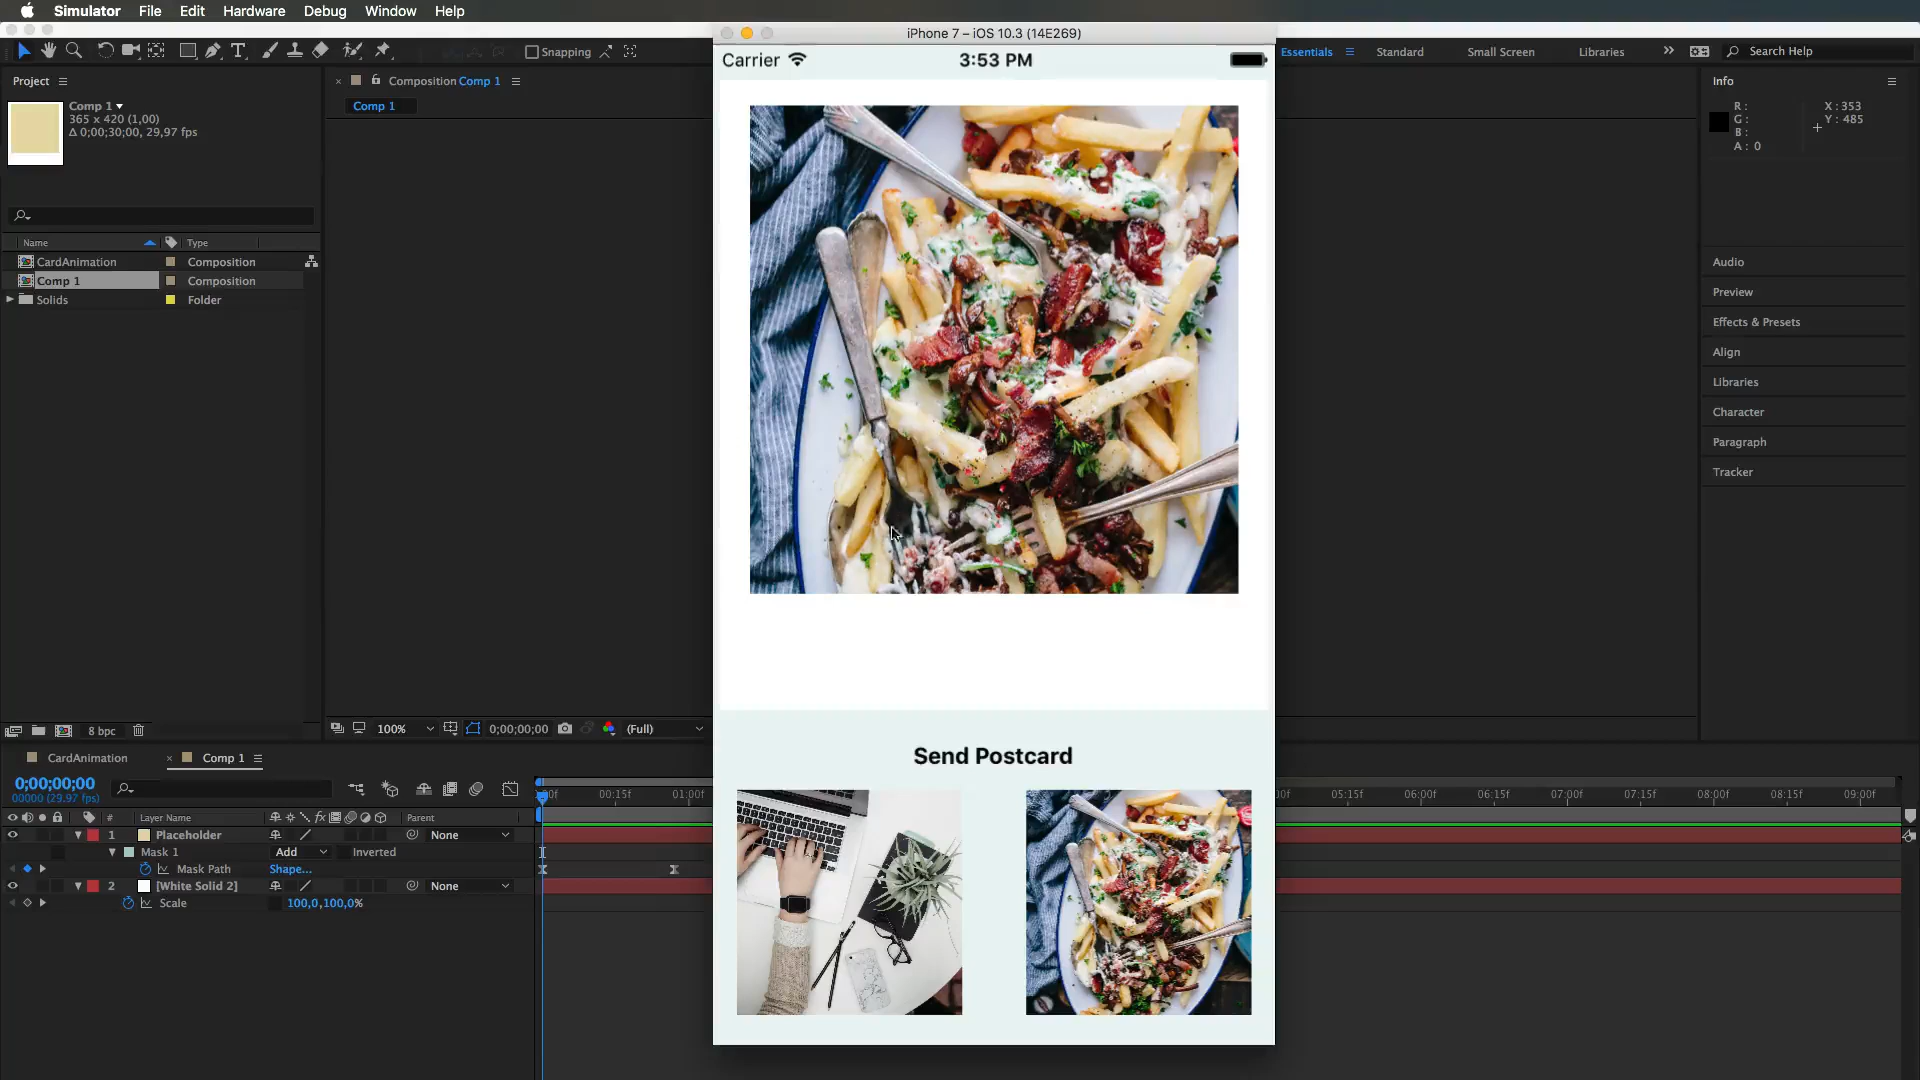 Simulator File Edit Hardware Debug Window Help
iPhone 7 – iOS 10.3 (14E269)
Snapping
Essentials Standard Small Screen Libraries Search Help
Carrier 3:53 PM
Project
Composition Comp 1
Info
Comp 1
365 x 420 (1,00)
Δ 0;00;30;00, 29,97 fps
Comp 1
R :
G :
B :
A : 0
X : 353
Y : 485
Name Type
CardAnimation Composition
Comp 1 Composition
Solids Folder
Audio
Preview
Effects & Presets
Align
Libraries
Character
Paragraph
Tracker
8 bpc
100% 0;00;00;00 (Full)
Send Postcard
CardAnimation Comp 1
0;00;00;00
00000 (29.97 fps)
00:15f 01:00f 05:15f 06:00f 06:15f 07:00f 07:15f 08:00f 08:15f 09:00f
# Layer Name Parent
1 Placeholder None
Mask 1 Add Inverted
Mask Path Shape...
2 [White Solid 2] None
Scale 100,0,100,0%